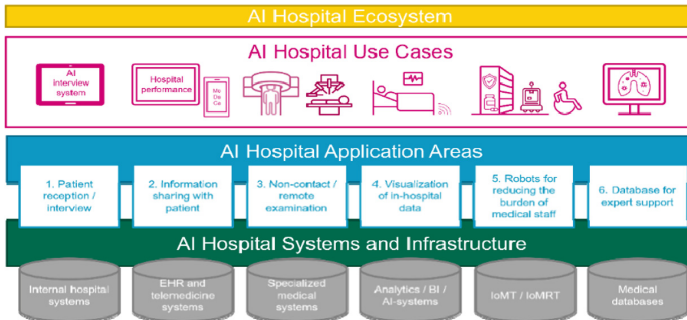 AI Hospital Ecosystem
AI Hospital Use Cases
AI
interview
system
Hospital
performance
Mo
De
Ca
AI Hospital Application Areas
1. Patient
reception /
interview
2. Information
sharing with
patient
3. Non-contact /
remote
examination
4. Visualization
of in-hospital
data
5. Robots for
reducing the
burden of
medical staff
6. Database for
expert support
AI Hospital Systems and Infrastructure
Internal hospital
systems
EHR and
telemedicine
systems
Specialized
medical systems
Analytics / BI /
AI-systems
IoMT / IoMRT
Medical
databases